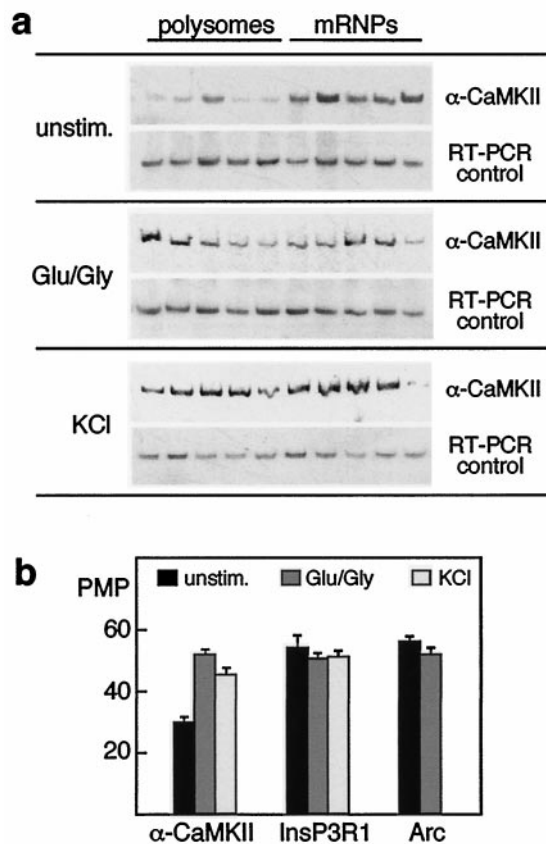 a
polysomes mRNPs
unstim.
α-CaMKII
RT-PCR
control
Glu/Gly
α-CaMKII
RT-PCR
control
KCl
α-CaMKII
RT-PCR
control
b
PMP
unstim. Glu/Gly KCl
60
40
20
α-CaMKII InsP3R1 Arc